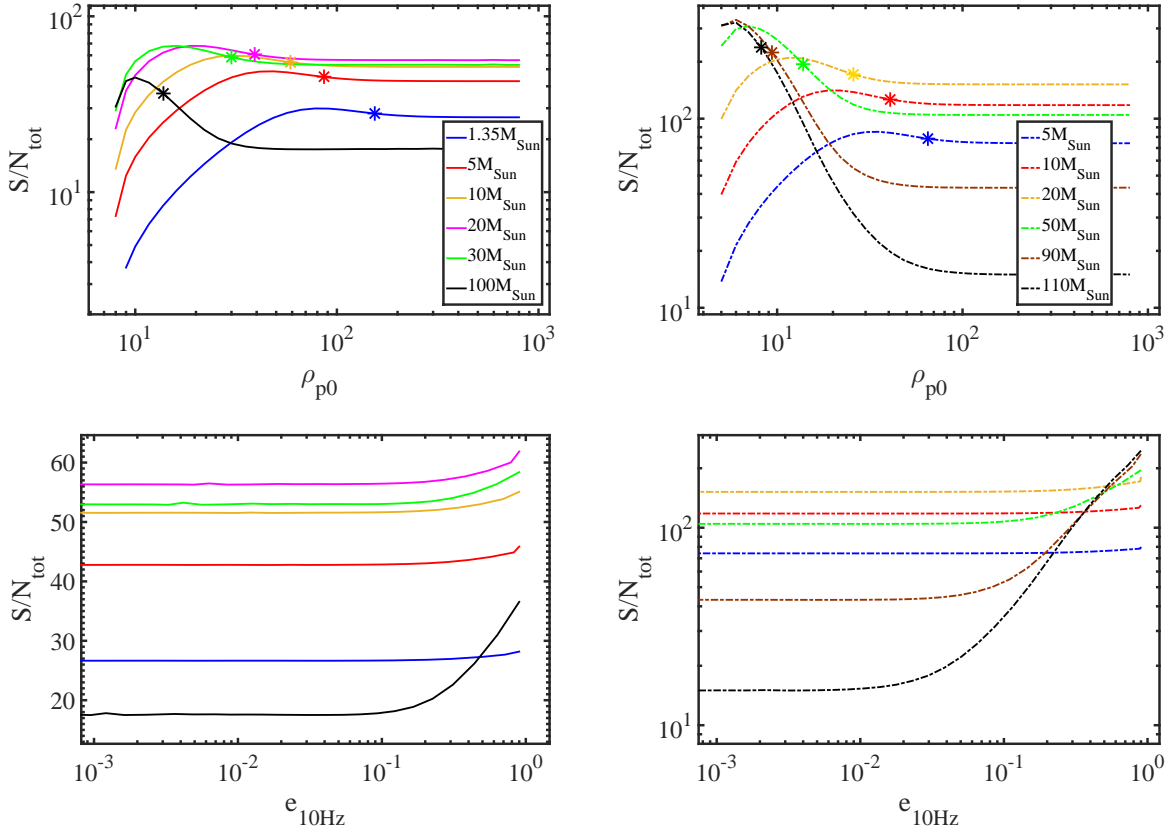 10^2
10^1
S/N_tot
10^1
10^2
10^3
ρ_p0
1.35M_Sun
5M_Sun
10M_Sun
20M_Sun
30M_Sun
100M_Sun
10^2
10^1
S/N_tot
10^1
10^2
10^3
ρ_p0
5M_Sun
10M_Sun
20M_Sun
50M_Sun
90M_Sun
110M_Sun
60
50
40
30
20
S/N_tot
10^-3
10^-2
10^-1
10^0
e_10Hz
10^2
10^1
S/N_tot
10^-3
10^-2
10^-1
10^0
e_10Hz